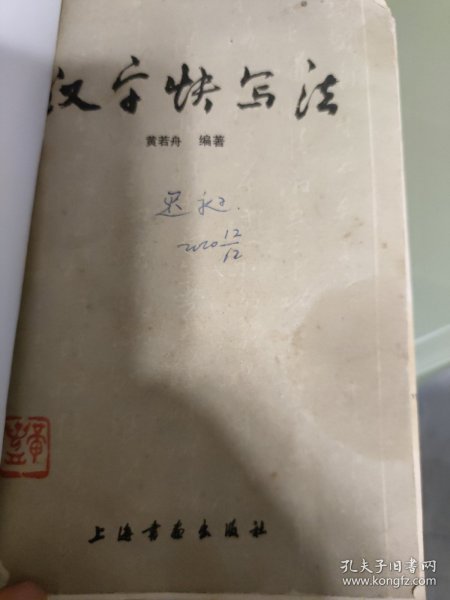 汉字快写法
黄若舟 编著
2020 12/12
上海书画出版社
孔夫子旧书网
www.kongfz.com